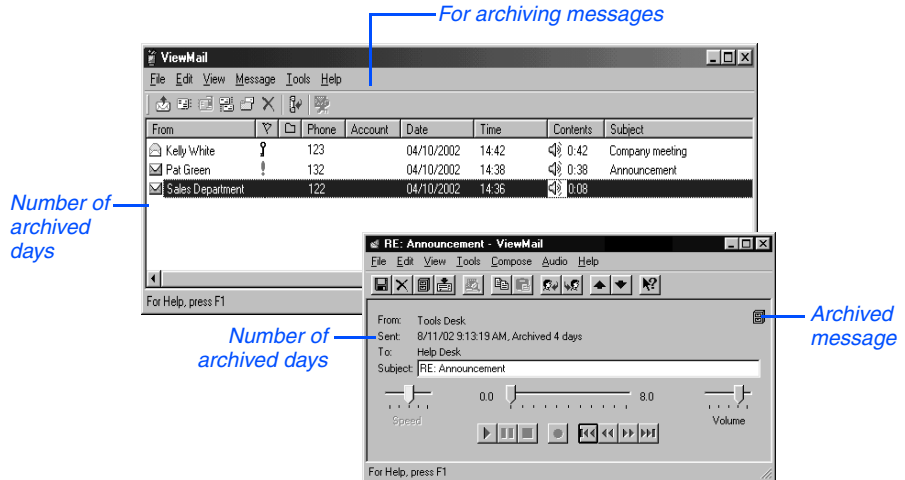 For archiving messages
ViewMail
File Edit View Message Tools Help
From Phone Account Date Time Contents Subject
Kelly White 123 04/10/2002 14:42 0:42 Company meeting
Pat Green 132 04/10/2002 14:38 0:38 Announcement
Sales Department 122 04/10/2002 14:36 0:08
Number of
archived
days
For Help, press F1
RE: Announcement - ViewMail
File Edit View Tools Compose Audio Help
From: Tools Desk
Sent: 8/11/02 9:13:19 AM, Archived 4 days
To: Help Desk
Subject: RE: Announcement
Number of
archived days
Archived
message
0.0 8.0
Speed Volume
For Help, press F1